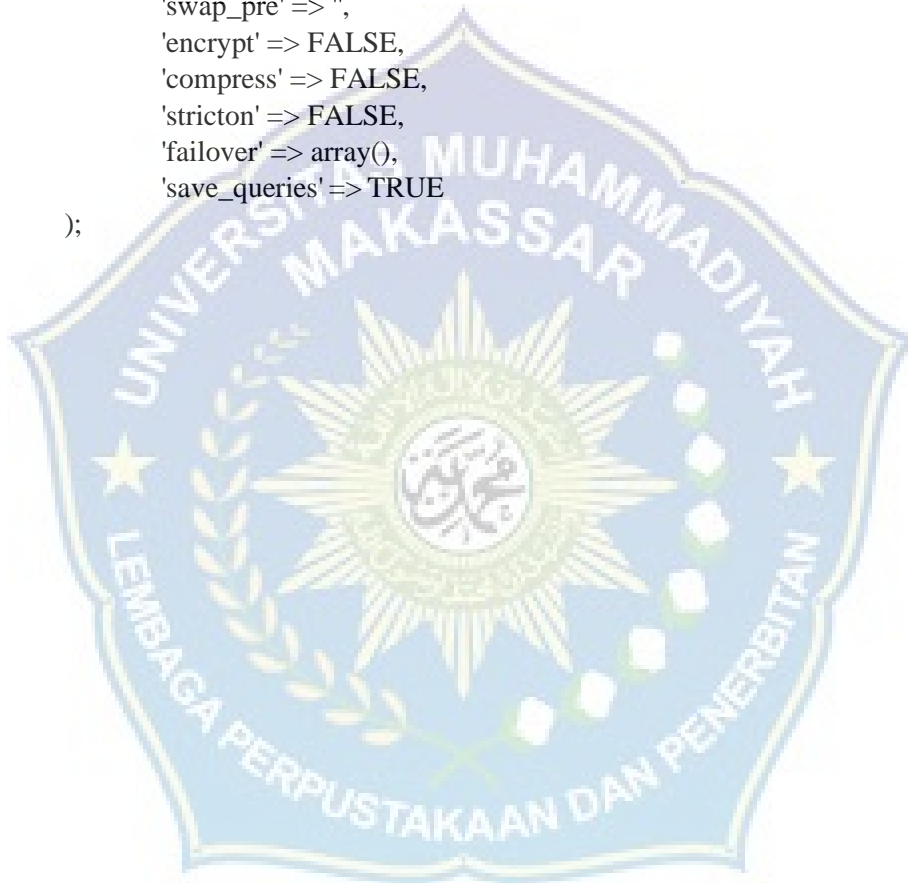 'swap_pre' => '',
'encrypt' => FALSE,
'compress' => FALSE,
'stricton' => FALSE,
'failover' => array(),
'save_queries' => TRUE
);
UNIVERSITAS MUHAMMADIYAH
MAKASSAR
LEMBAGA PERPUSTAKAAN DAN PENERBITAN